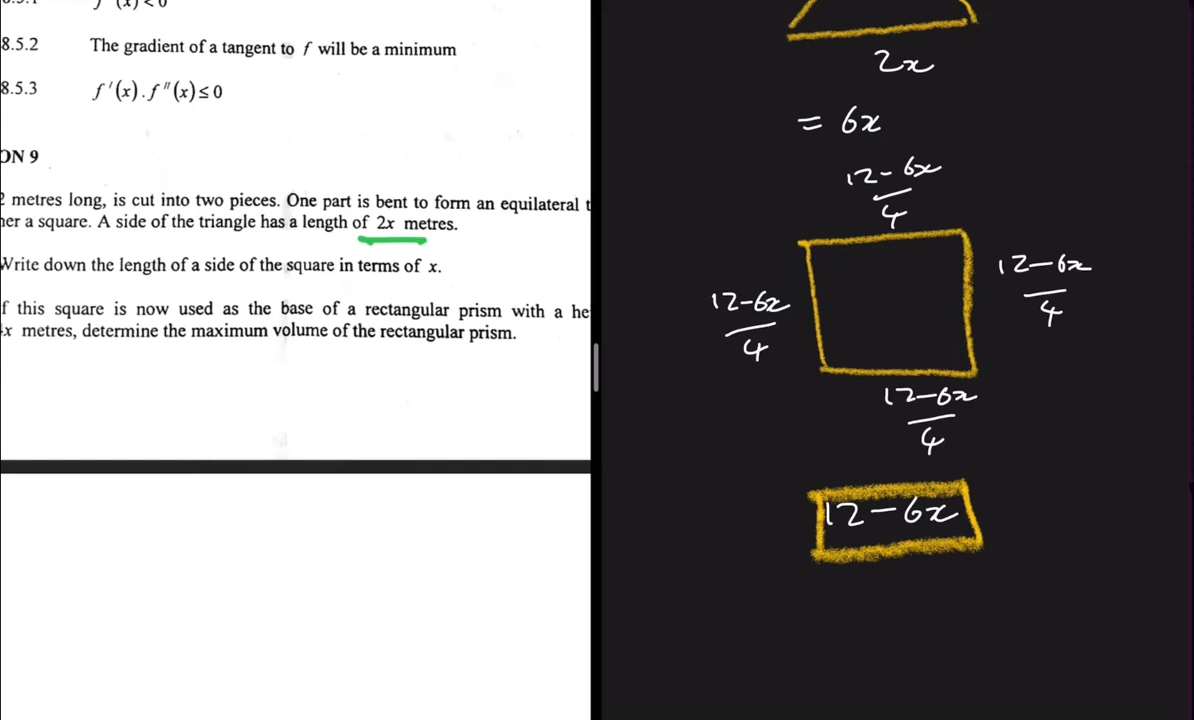 8.5.2 The gradient of a tangent to f will be a minimum
8.5.3 f ′(x) . f ″(x) ≤ 0
ON 9
2 metres long, is cut into two pieces. One part is bent to form an equilateral t
her a square. A side of the triangle has a length of 2x metres.
Write down the length of a side of the square in terms of x.
f this square is now used as the base of a rectangular prism with a he
x metres, determine the maximum volume of the rectangular prism.
2x
= 6x
12-6x
4
12-6x
4
12-6x
4
12-6x
4
12-6x